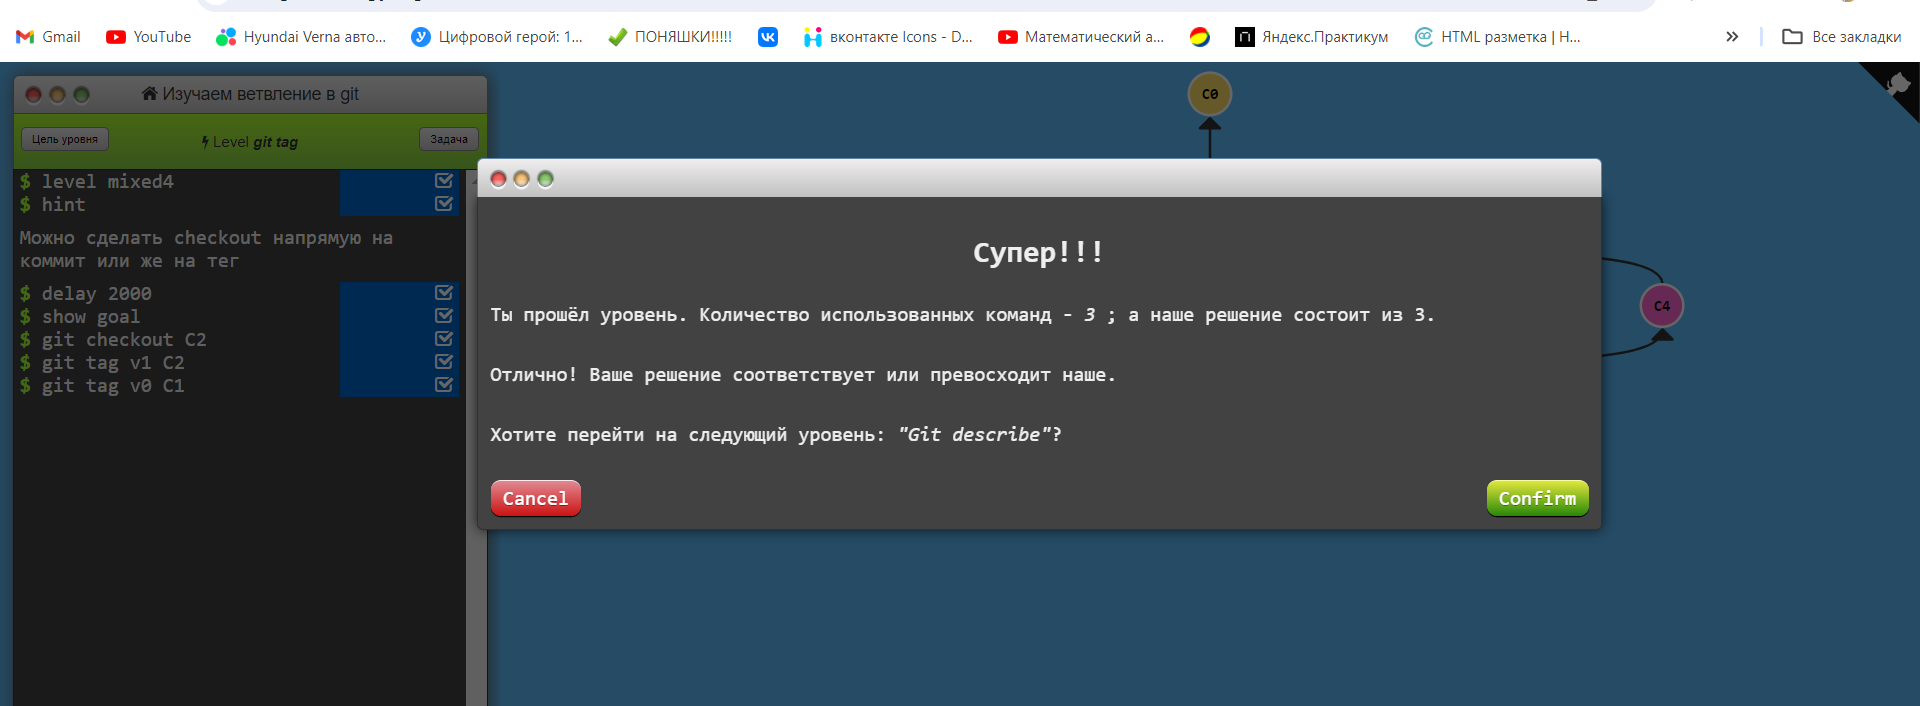 Gmail YouTube Hyundai Verna авто... Цифровой герой: 1... ПОНЯШКИ!!!!! вконтакте Icons - D... Математический а... Яндекс.Практикум HTML разметка | Н... » Все закладки
Изучаем ветвление в git
Цель уровня Level git tag Задача
$ level mixed4
$ hint
Можно сделать checkout напрямую на
коммит или же на тег
$ delay 2000
$ show goal
$ git checkout C2
$ git tag v1 C2
$ git tag v0 C1
C0
Супер!!!
Ты прошёл уровень. Количество использованных команд - 3 ; а наше решение состоит из 3.
Отлично! Ваше решение соответствует или превосходит наше.
Хотите перейти на следующий уровень: "Git describe"?
Cancel Confirm
C4